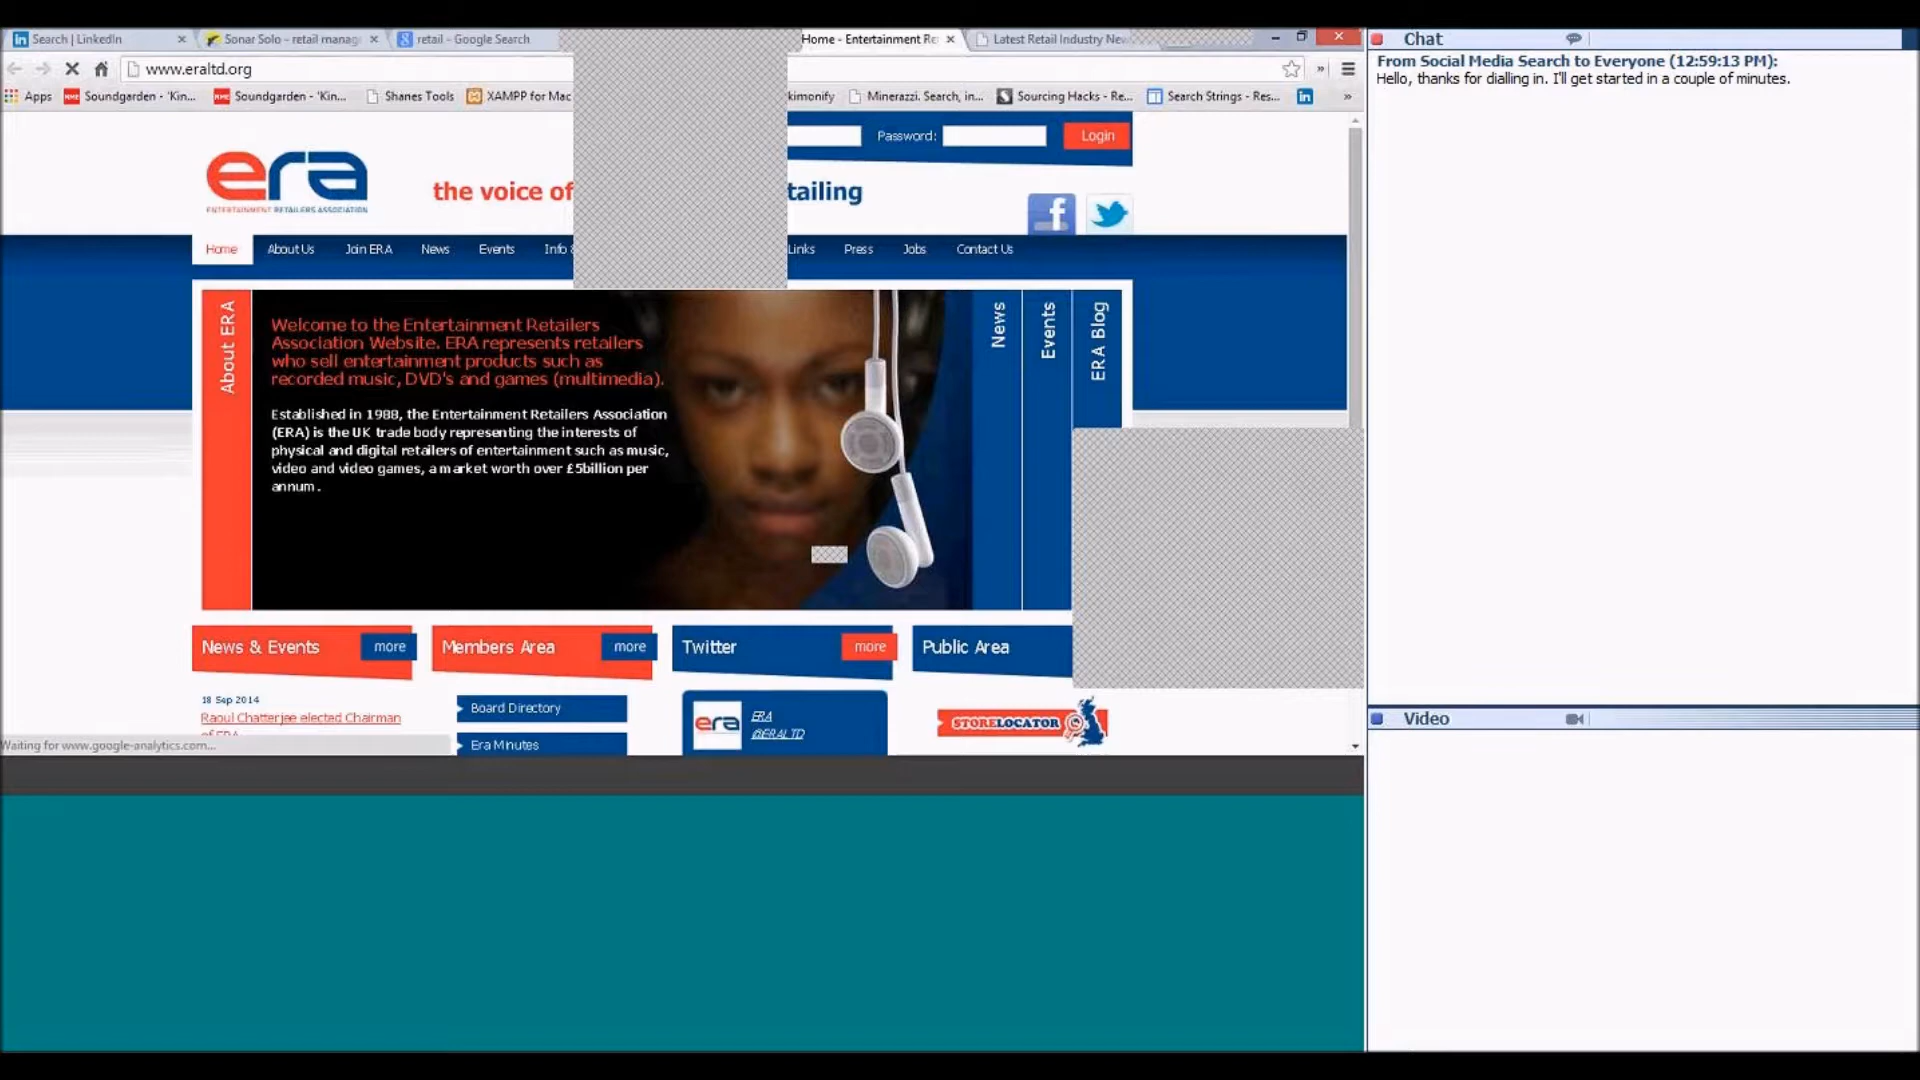 Search | LinkedIn
Sonar Solo - retail manag
retail - Google Search
Home - Entertainment Re
Latest Retail Industry New
Chat
www.eraltd.org
From Social Media Search to Everyone (12:59:13 PM):
Hello, thanks for dialling in. I'll get started in a couple of minutes.
Apps
Soundgarden - 'Kin...
Soundgarden - 'Kin...
Shanes Tools
XAMPP for Mac
kimonify
Minerazzi. Search, in...
Sourcing Hacks - Re...
Search Strings - Res...
Password:
Login
era
ENTERTAINMENT RETAILERS ASSOCIATION
the voice of
tailing
Home
About Us
Join ERA
News
Events
Info
Links
Press
Jobs
Contact Us
About ERA
Welcome to the Entertainment Retailers
Association Website. ERA represents retailers
who sell entertainment products such as
recorded music, DVD's and games (multimedia).
Established in 1988, the Entertainment Retailers Association
(ERA) is the UK trade body representing the interests of
physical and digital retailers of entertainment such as music,
video and video games, a market worth over £5billion per
annum.
News
Events
ERA Blog
News & Events
more
Members Area
more
Twitter
more
Public Area
18 Sep 2014
Raoul Chatterjee elected Chairman
of ERA
Board Directory
Era Minutes
era
ERA
@ERALTD
STORELOCATOR
Waiting for www.google-analytics.com...
Video